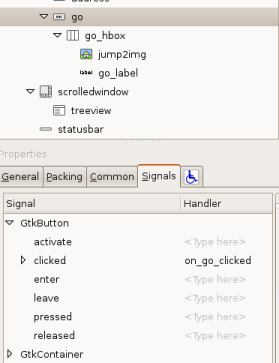 address
go
go_hbox
jump2img
label go_label
scrolledwindow
treeview
statusbar
Properties
General Packing Common Signals
Signal Handler
GtkButton
activate <Type here>
clicked on_go_clicked
enter <Type here>
leave <Type here>
pressed <Type here>
released <Type here>
GtkContainer